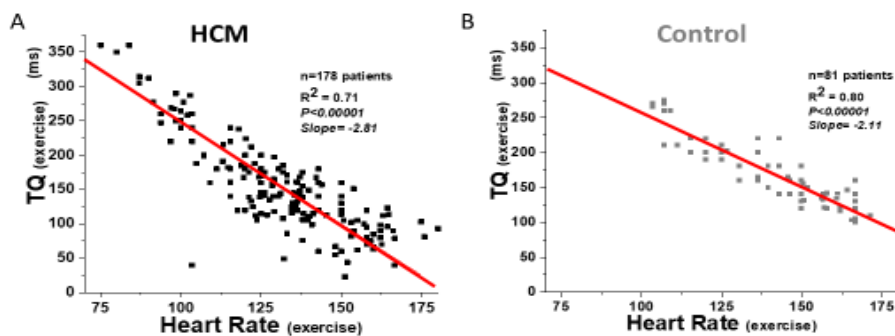 A
HCM
TQ (exercise) (ms)
350
300
250
200
150
100
50
0
n=178 patients
R² = 0.71
P<0.00001
Slope= -2.81
75 100 125 150 175
Heart Rate (exercise)
B
Control
TQ (exercise) (ms)
350
300
250
200
150
100
50
0
n=81 patients
R² = 0.80
P<0.00001
Slope= -2.11
75 100 125 150 175
Heart Rate (exercise)